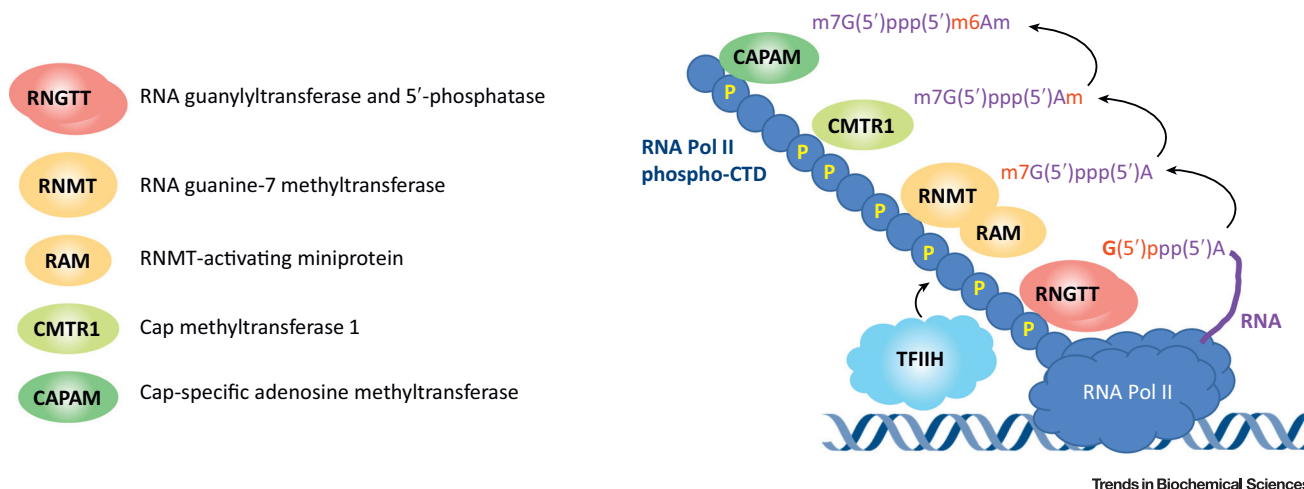 RNGTT
RNA guanylyltransferase and 5′-phosphatase
RNMT
RNA guanine-7 methyltransferase
RAM
RNMT-activating miniprotein
CMTR1
Cap methyltransferase 1
CAPAM
Cap-specific adenosine methyltransferase
m7G(5′)ppp(5′)m6Am
CAPAM
P
m7G(5′)ppp(5′)Am
CMTR1
RNA Pol II
phospho-CTD
P
P
m7G(5′)ppp(5′)A
RNMT
P
RAM
P
G(5′)ppp(5′)A
P
RNGTT
RNA
P
TFIIH
RNA Pol II
Trends in Biochemical Sciences